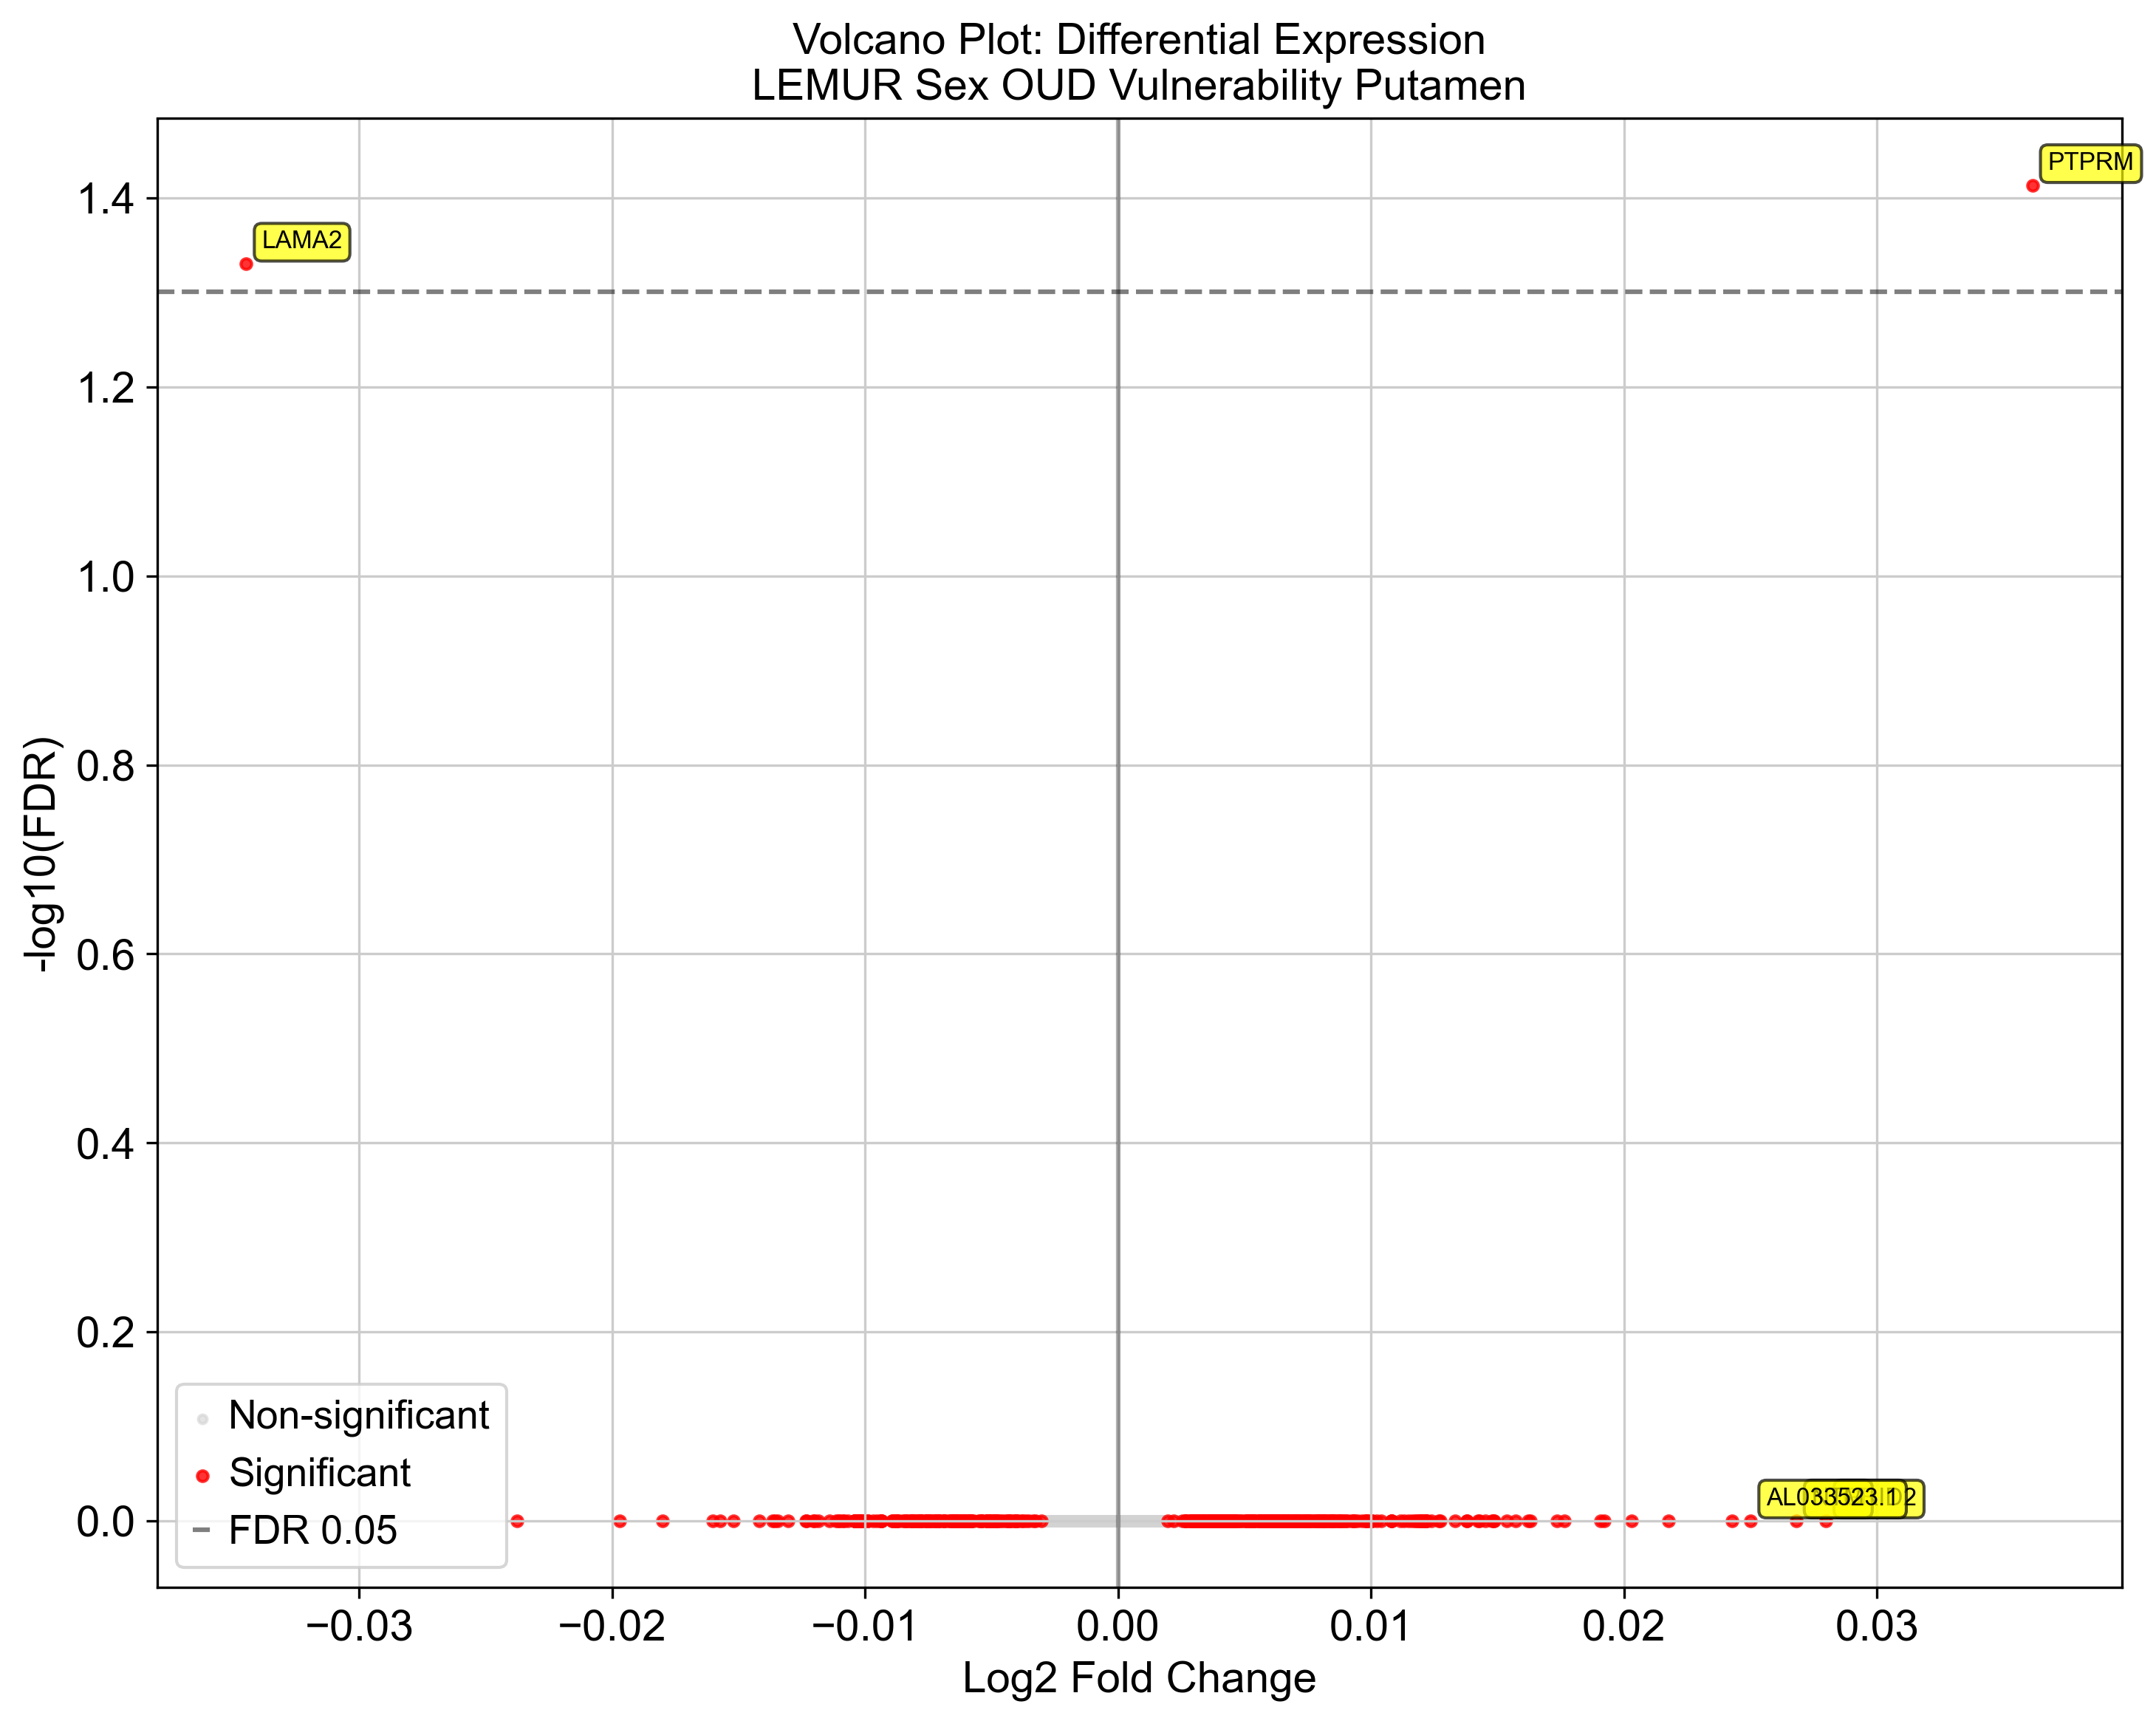 Volcano Plot: Differential Expression
LEMUR Sex OUD Vulnerability Putamen
PTPRM
LAMA2
-log10(FDR)
1.4
1.2
1.0
0.8
0.6
0.4
0.2
0.0
Non-significant
Significant
FDR 0.05
AL033523.1
−0.03
−0.02
−0.01
0.00
0.01
0.02
0.03
Log2 Fold Change